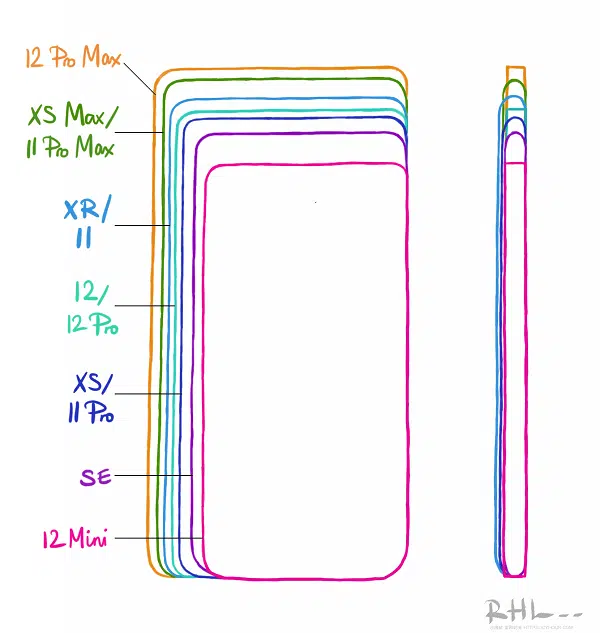 12 Pro Max
XS Max/
11 Pro Max
XR/
11
12/
12 Pro
XS/
11 Pro
SE
12 Mini
RHL